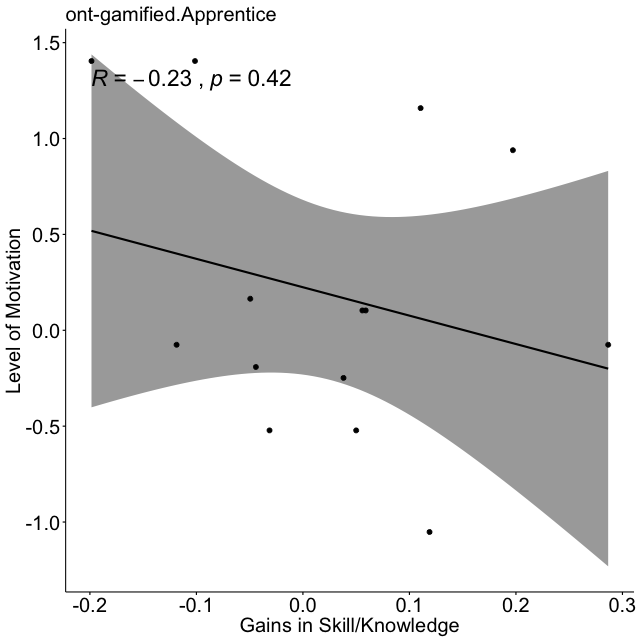 ont-gamified.Apprentice
R = −0.23 , p = 0.42
1.5
1.0
0.5
0.0
-0.5
-1.0
Level of Motivation
-0.2 -0.1 0.0 0.1 0.2 0.3
Gains in Skill/Knowledge